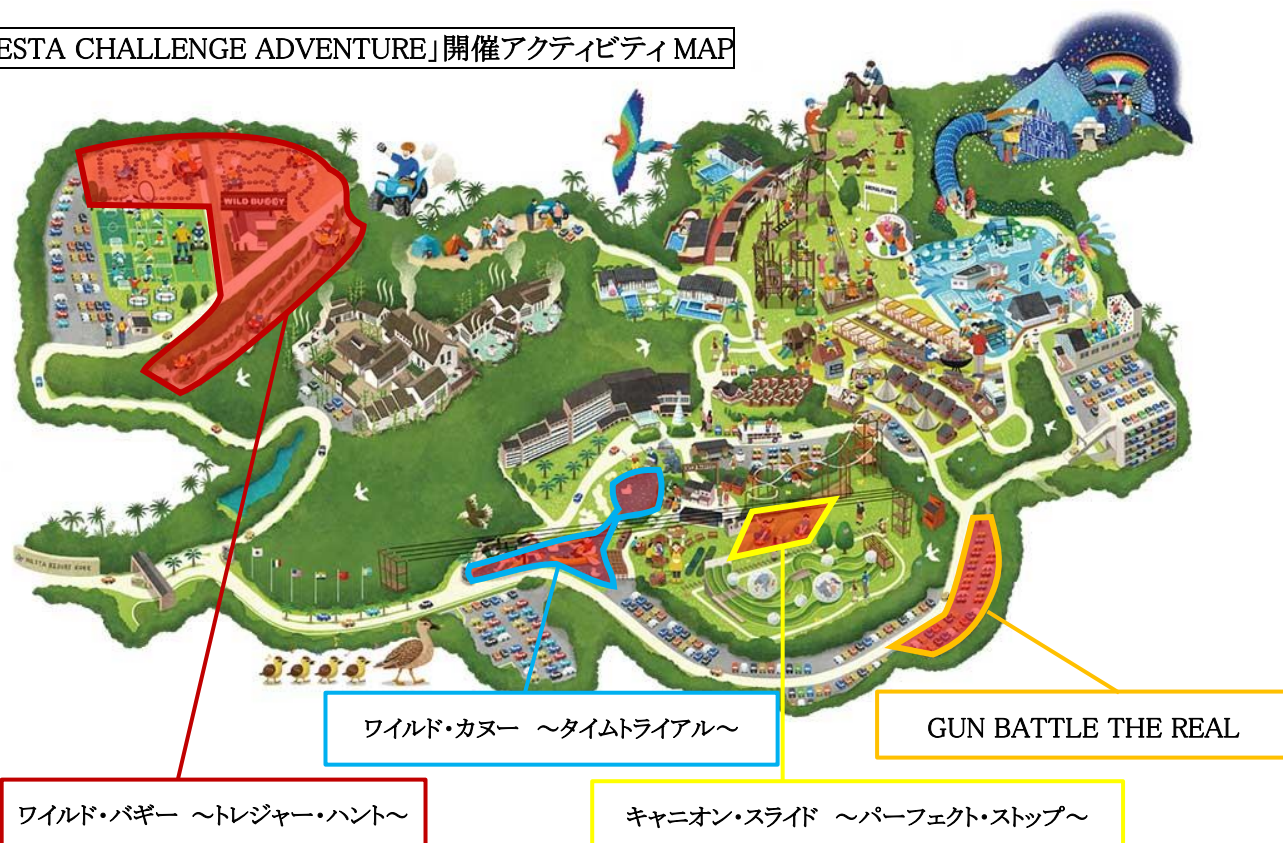 ESTA CHALLENGE ADVENTURE」開催アクティビティ MAP
WILD BUGGY
ワイルド・カヌー ～タイムトライアル～
GUN BATTLE THE REAL
ワイルド・バギー ～トレジャー・ハント～
キャニオン・スライド ～パーフェクト・ストップ～